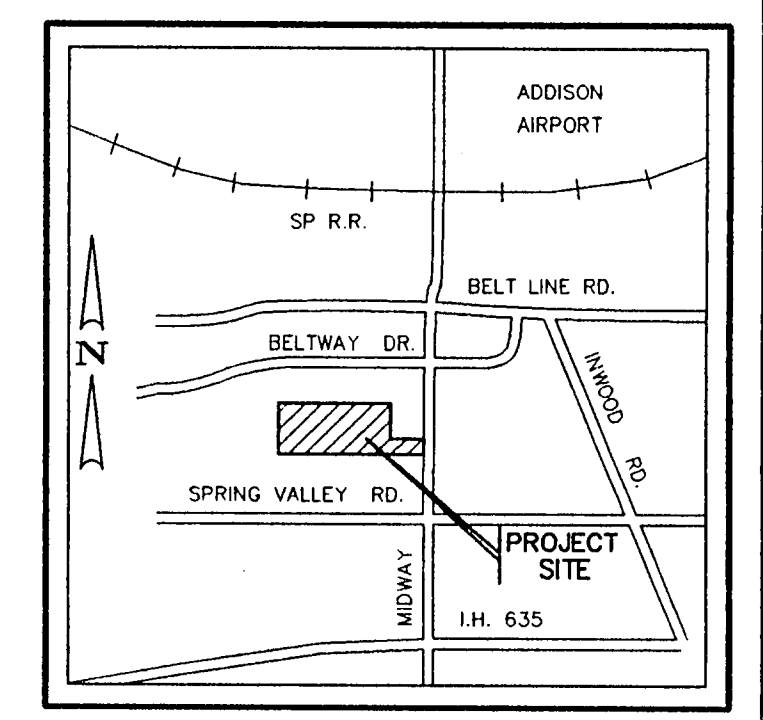 ADDISON
AIRPORT
SP R.R.
BELT LINE RD.
BELTWAY DR.
N
INWOOD RD.
SPRING VALLEY RD.
PROJECT
SITE
MIDWAY
I.H. 635